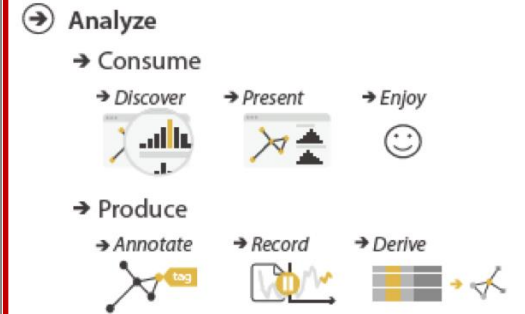 Analyze
Consume
Discover Present Enjoy
Produce
Annotate Record Derive
tag